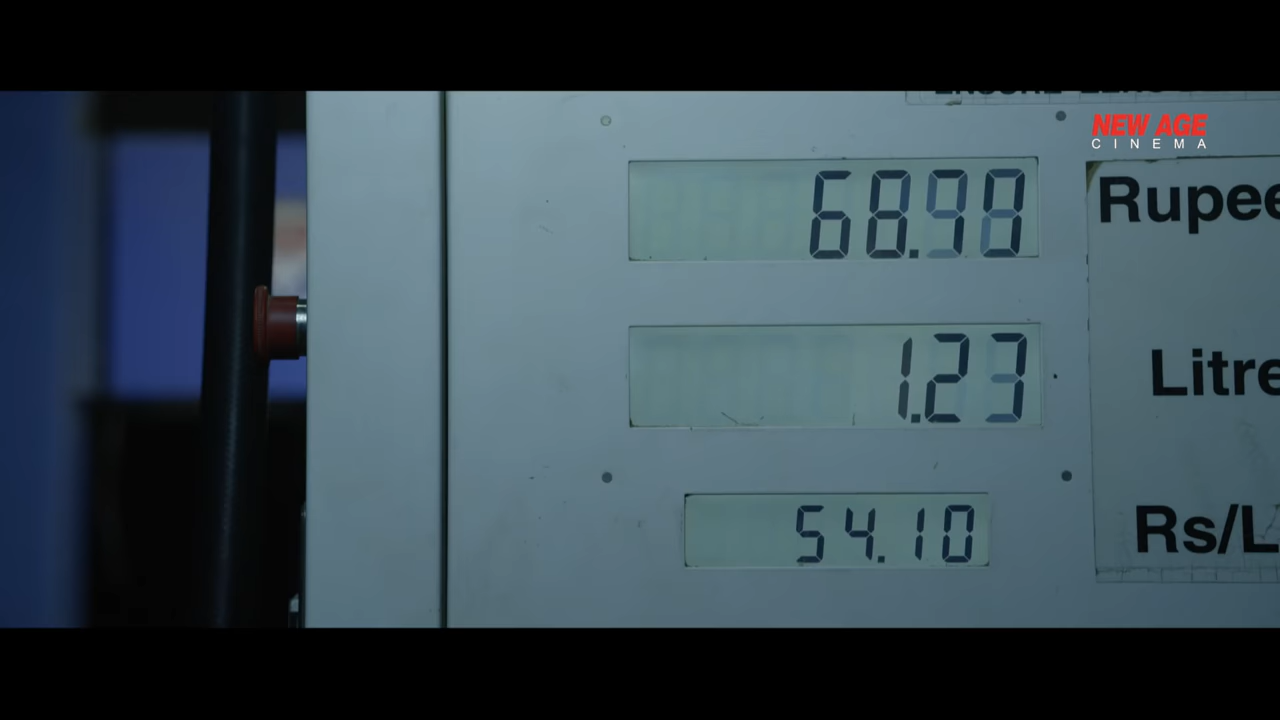 NEW AGE
CINEMA
68.98 Rupee
1.23 Litre
54.10 Rs/L